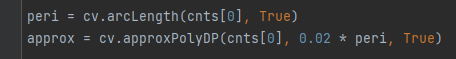 peri = cv.arcLength(cnts[0], True)
approx = cv.approxPolyDP(cnts[0], 0.02 * peri, True)